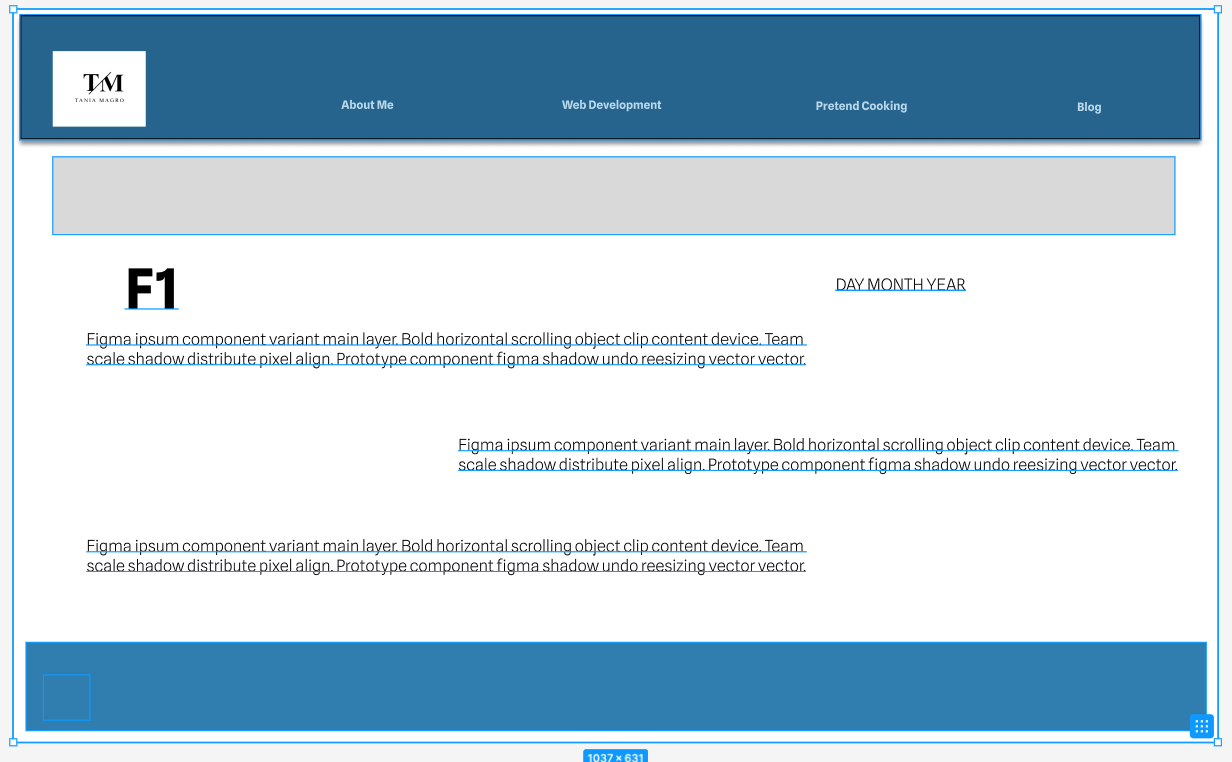 TM
TANIA MAGRO
About Me
Web Development
Pretend Cooking
Blog
F1
DAY MONTH YEAR
Figma ipsum component variant main layer. Bold horizontal scrolling object clip content device. Team
scale shadow distribute pixel align. Prototype component figma shadow undo reesizing vector vector.
Figma ipsum component variant main layer. Bold horizontal scrolling object clip content device. Team
scale shadow distribute pixel align. Prototype component figma shadow undo reesizing vector vector.
Figma ipsum component variant main layer. Bold horizontal scrolling object clip content device. Team
scale shadow distribute pixel align. Prototype component figma shadow undo reesizing vector vector.
1037 × 631